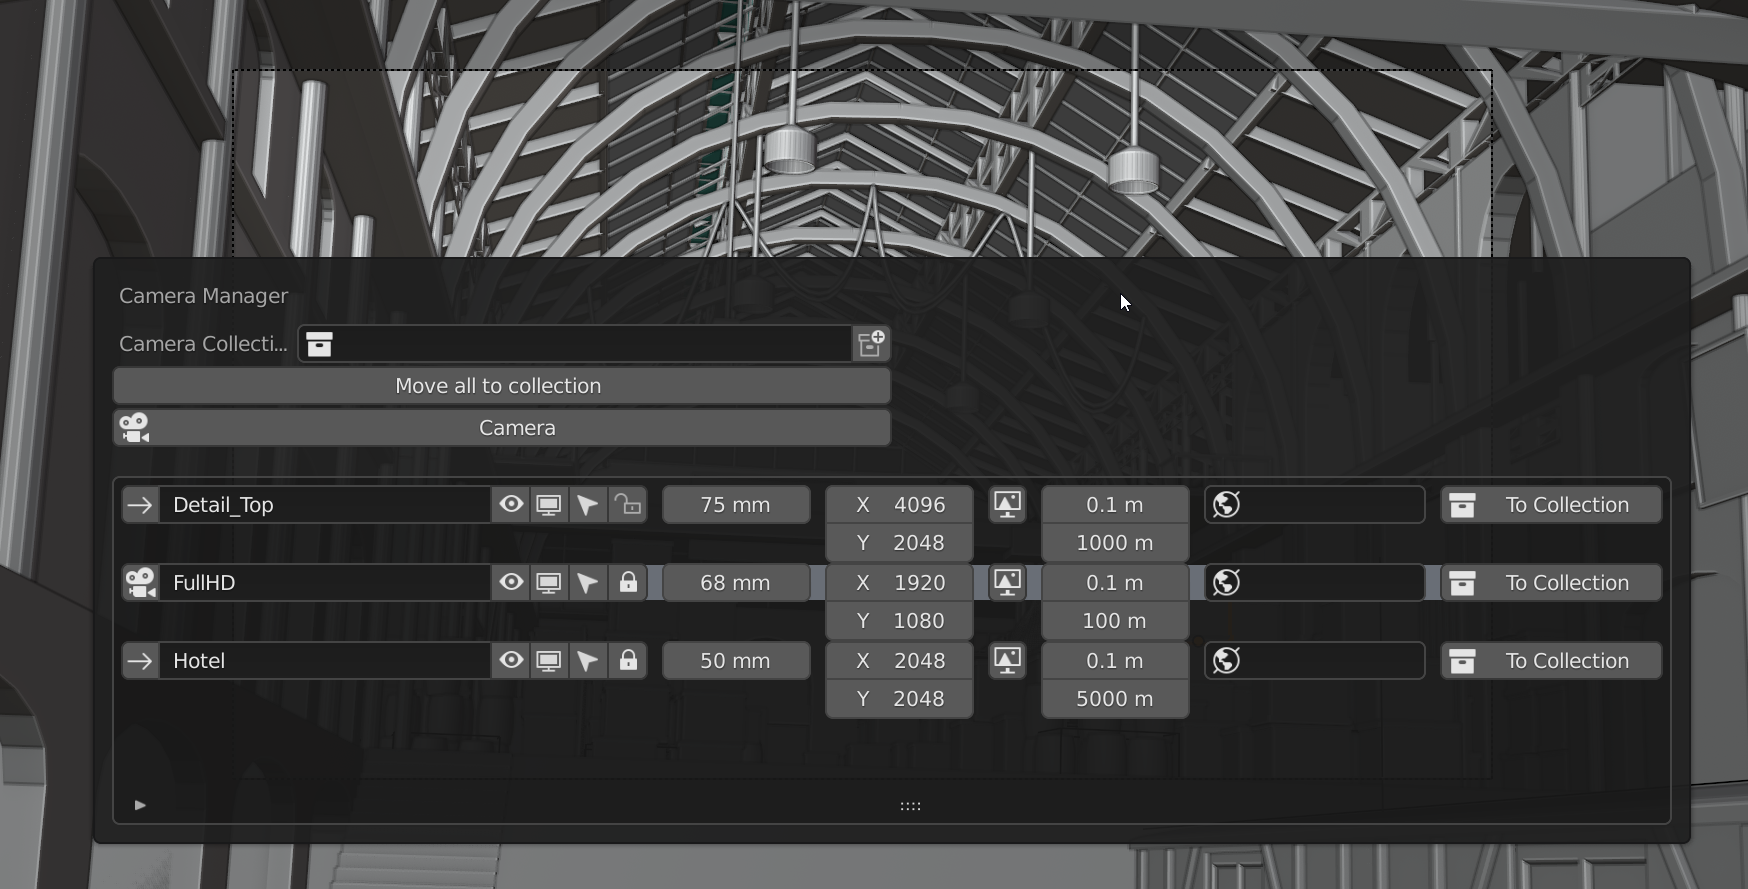 Camera Manager
Camera Collecti...
Move all to collection
Camera
Detail_Top 75 mm X 4096 0.1 m To Collection
Y 2048 1000 m
FullHD 68 mm X 1920 0.1 m To Collection
Y 1080 100 m
Hotel 50 mm X 2048 0.1 m To Collection
Y 2048 5000 m